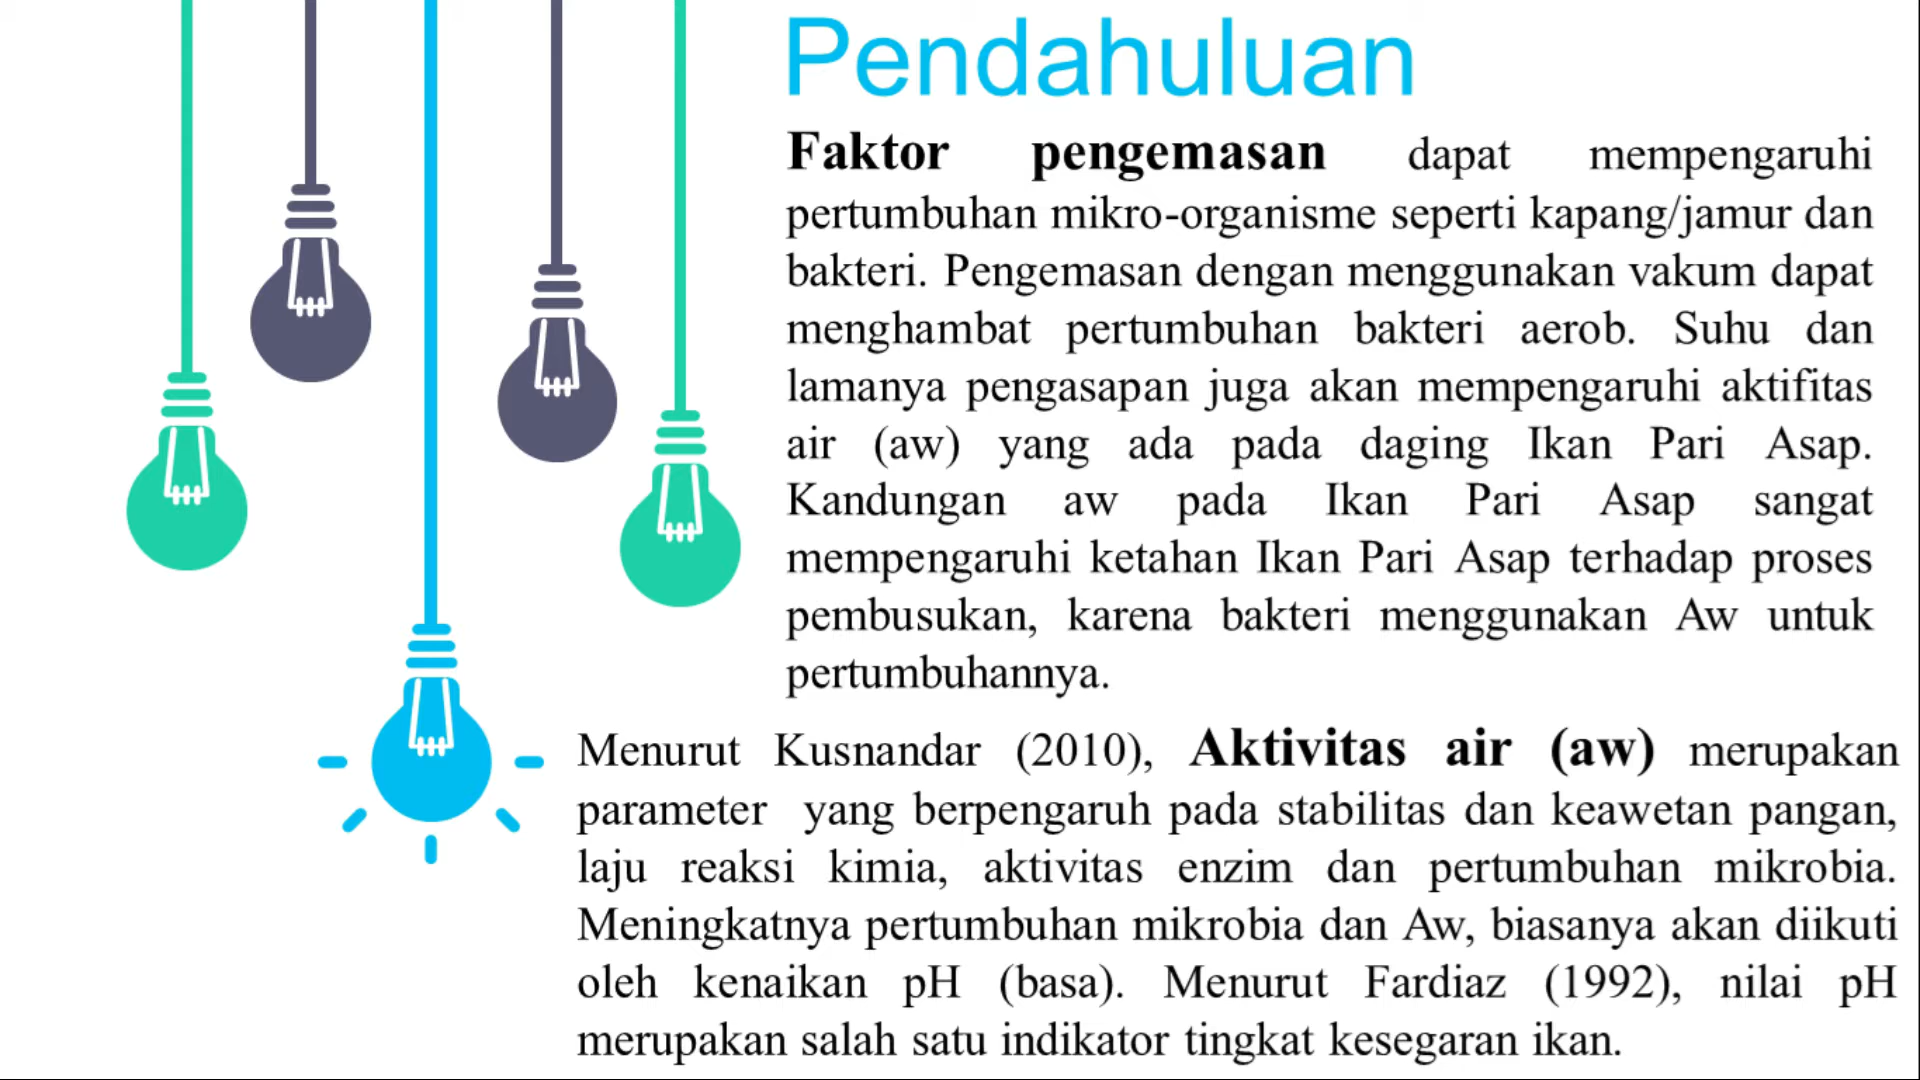 Pendahuluan
Faktor pengemasan dapat mempengaruhi
pertumbuhan mikro-organisme seperti kapang/jamur dan
bakteri. Pengemasan dengan menggunakan vakum dapat
menghambat pertumbuhan bakteri aerob. Suhu dan
lamanya pengasapan juga akan mempengaruhi aktifitas
air (aw) yang ada pada daging Ikan Pari Asap.
Kandungan aw pada Ikan Pari Asap sangat
mempengaruhi ketahan Ikan Pari Asap terhadap proses
pembusukan, karena bakteri menggunakan Aw untuk
pertumbuhannya.
Menurut Kusnandar (2010), Aktivitas air (aw) merupakan
parameter yang berpengaruh pada stabilitas dan keawetan pangan,
laju reaksi kimia, aktivitas enzim dan pertumbuhan mikrobia.
Meningkatnya pertumbuhan mikrobia dan Aw, biasanya akan diikuti
oleh kenaikan pH (basa). Menurut Fardiaz (1992), nilai pH
merupakan salah satu indikator tingkat kesegaran ikan.